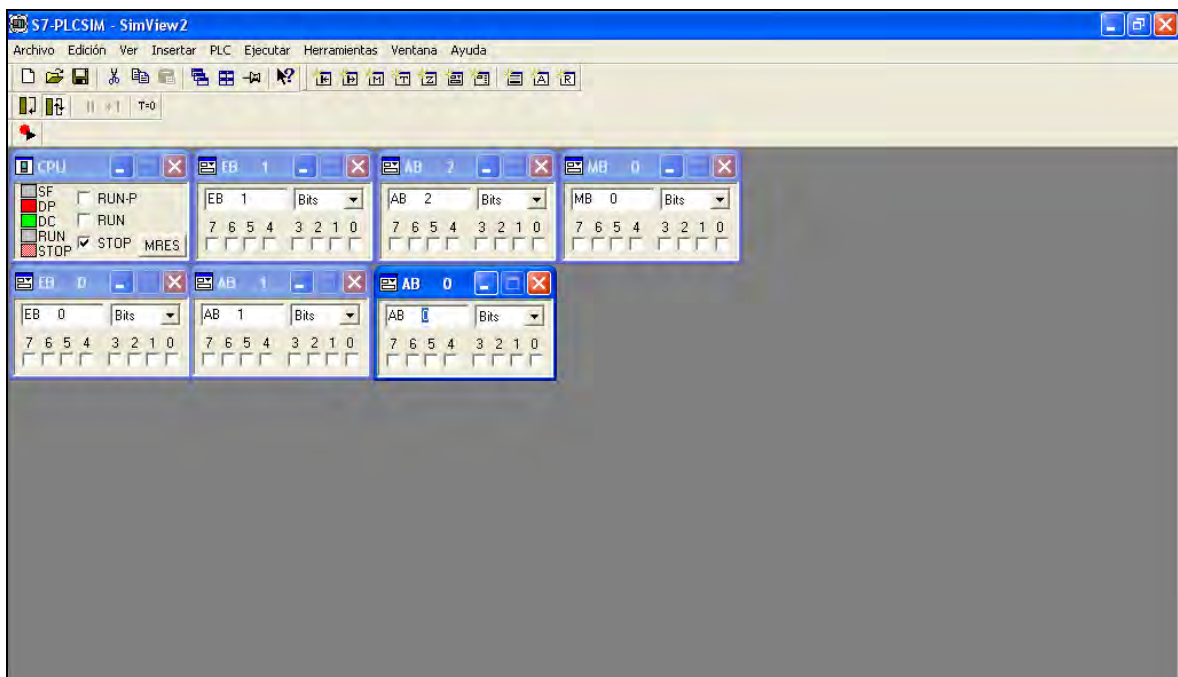 S7-PLCSIM - SimView2
Archivo Edición Ver Insertar PLC Ejecutar Herramientas Ventana Ayuda
T=0
CPU
SF
DP
DC
RUN
STOP
RUN-P
RUN
STOP
MRES
EB 1
EB 1 Bits
7 6 5 4 3 2 1 0
AB 2
AB 2 Bits
7 6 5 4 3 2 1 0
MB 0
MB 0 Bits
7 6 5 4 3 2 1 0
EB 0
EB 0 Bits
7 6 5 4 3 2 1 0
AB 1
AB 1 Bits
7 6 5 4 3 2 1 0
AB 0
AB 0 Bits
7 6 5 4 3 2 1 0